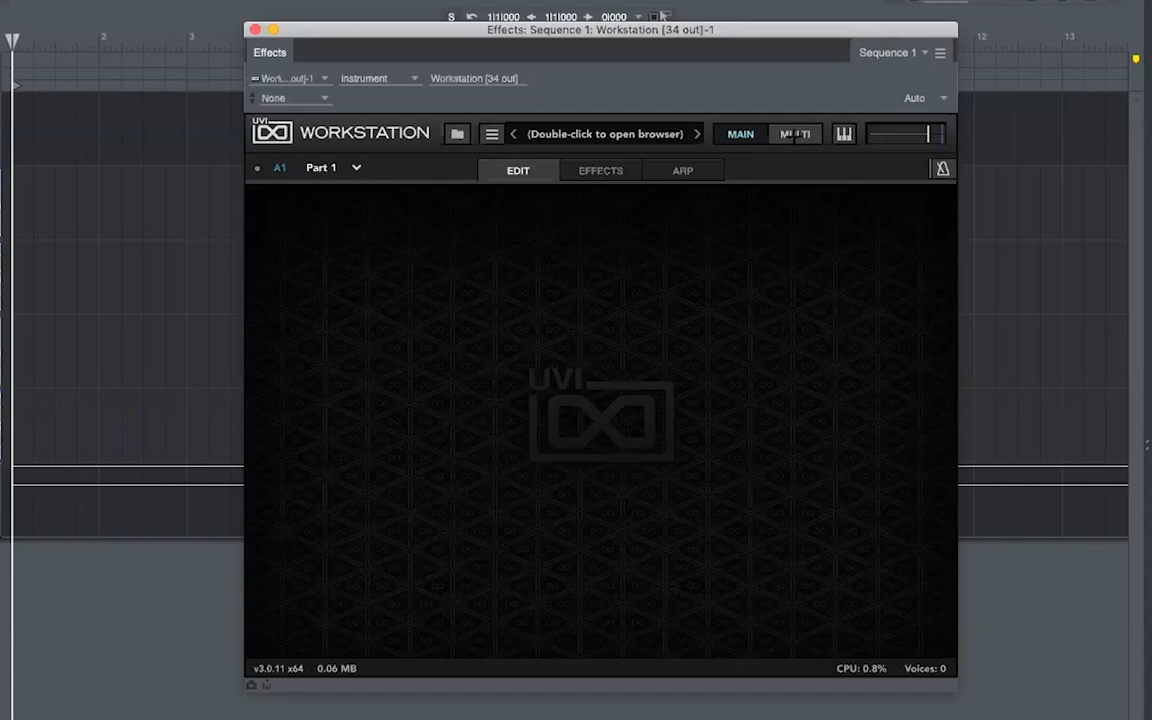 S 1|1|000 1|1|000 0|000
Effects: Sequence 1: Workstation [34 out]-1
Effects
Sequence 1
Work...out]-1 Instrument Workstation [34 out]
None
Auto
UVI WORKSTATION (Double-click to open browser) MAIN MULTI
A1 Part 1 EDIT EFFECTS ARP
2 3 12 13
UVI
v3.0.11 x64 0.06 MB CPU: 0.8% Voices: 0